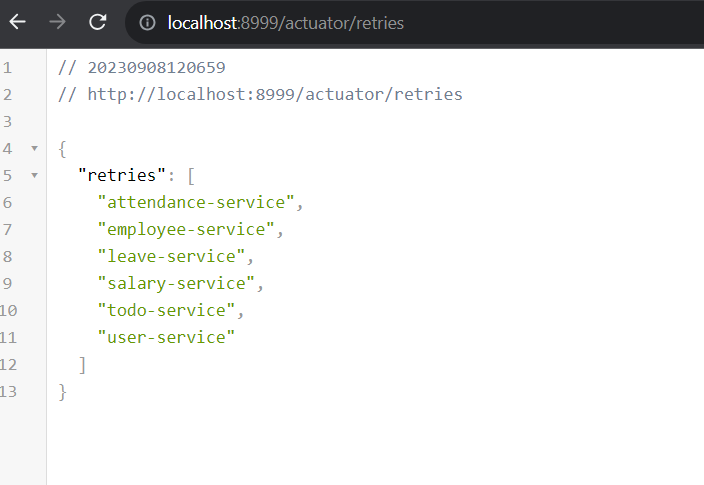 localhost:8999/actuator/retries
1 // 20230908120659
2 // http://localhost:8999/actuator/retries
3
4 {
5 "retries": [
6 "attendance-service",
7 "employee-service",
8 "leave-service",
9 "salary-service",
10 "todo-service",
11 "user-service"
12 ]
13 }